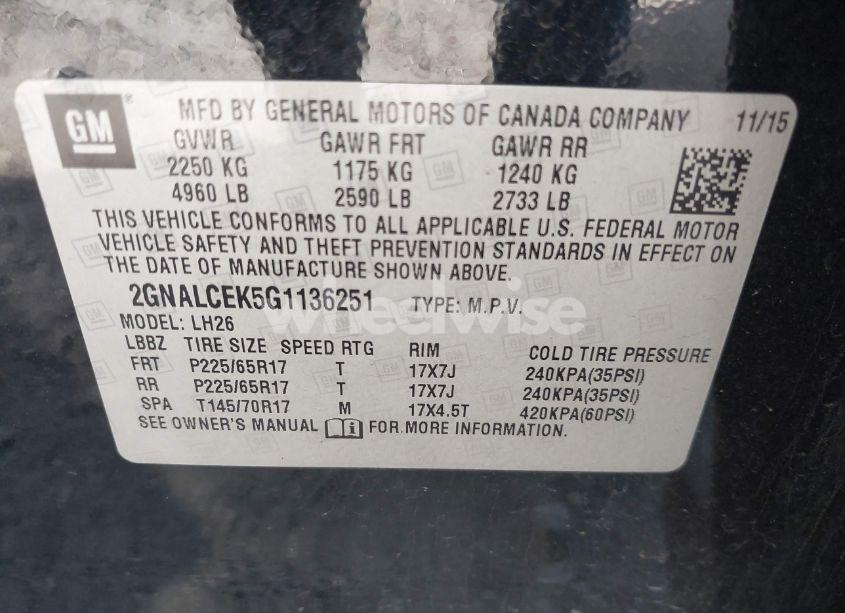 GM
®
MFD BY GENERAL MOTORS OF CANADA COMPANY 11/15
GVWR GAWR FRT GAWR RR
2250 KG 1175 KG 1240 KG
4960 LB 2590 LB 2733 LB
THIS VEHICLE CONFORMS TO ALL APPLICABLE U.S. FEDERAL MOTOR
VEHICLE SAFETY AND THEFT PREVENTION STANDARDS IN EFFECT ON
THE DATE OF MANUFACTURE SHOWN ABOVE.
2GNALCEK5G1136251 TYPE: M.P.V.
wheelwise
MODEL: LH26
LBBZ TIRE SIZE SPEED RTG RIM COLD TIRE PRESSURE
FRT P225/65R17 T 17X7J 240KPA(35PSI)
RR P225/65R17 T 17X7J 240KPA(35PSI)
SPA T145/70R17 M 17X4.5T 420KPA(60PSI)
SEE OWNER'S MANUAL FOR MORE INFORMATION.